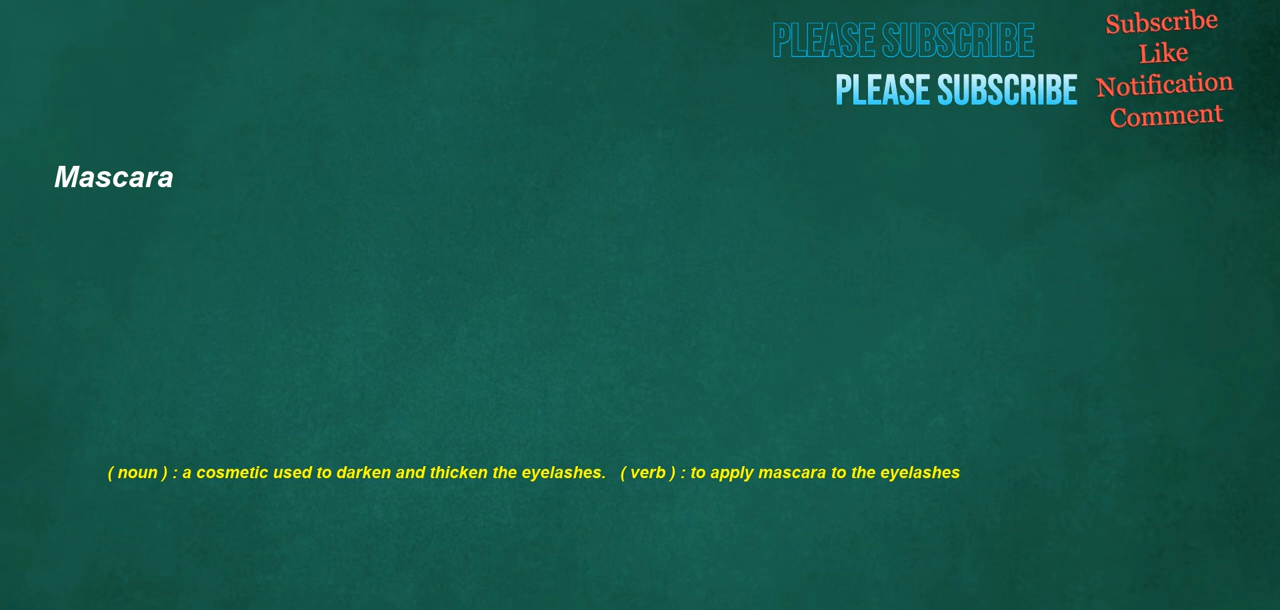 PLEASE SUBSCRIBE
PLEASE SUBSCRIBE
Subscribe
Like
Notification
Comment
Mascara
( noun ) : a cosmetic used to darken and thicken the eyelashes.   ( verb ) : to apply mascara to the eyelashes